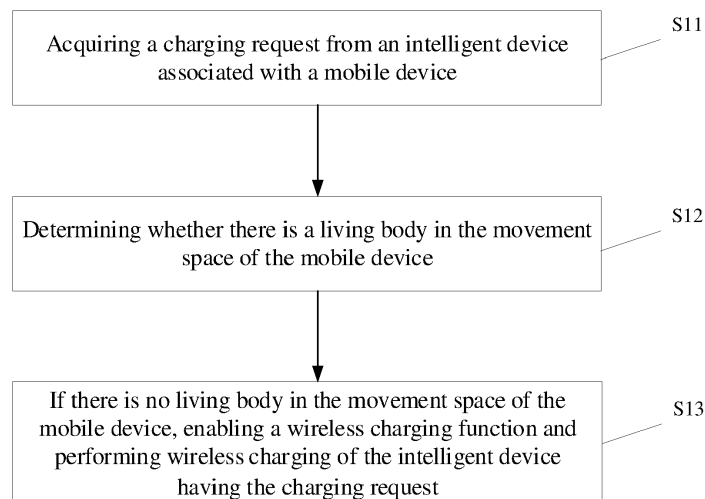 S11
Acquiring a charging request from an intelligent device
associated with a mobile device
S12
Determining whether there is a living body in the movement
space of the mobile device
S13
If there is no living body in the movement space of the
mobile device, enabling a wireless charging function and
performing wireless charging of the intelligent device
having the charging request